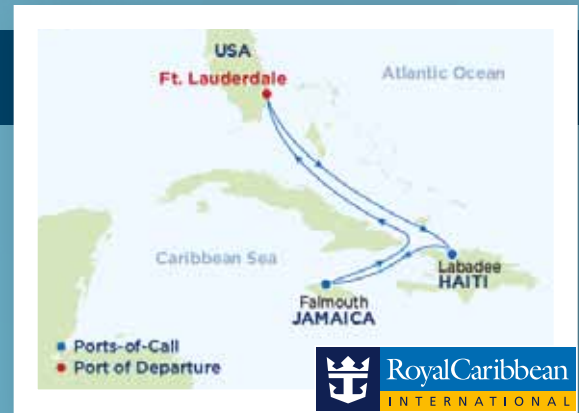 USA
Ft. Lauderdale
Atlantic Ocean
Caribbean Sea
Labadee
HAITI
Falmouth
JAMAICA
Ports-of-Call
Port of Departure
RoyalCaribbean
INTERNATIONAL